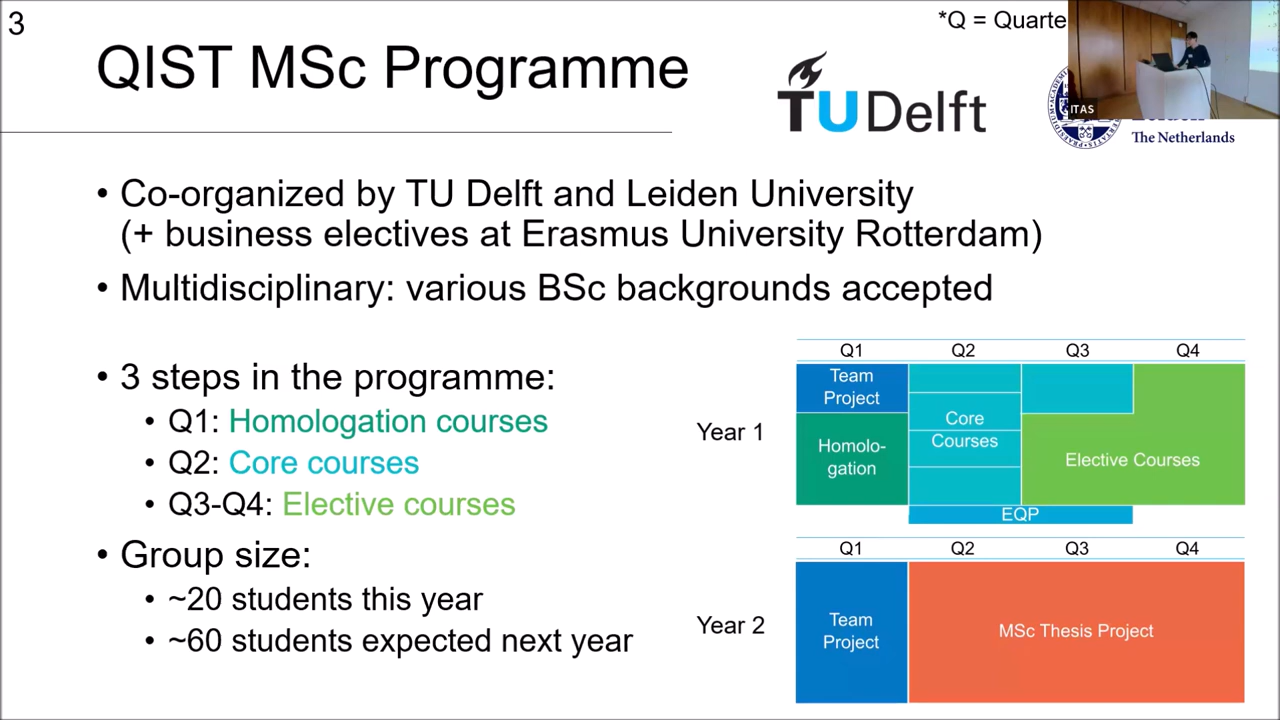 3
*Q = Quarte
QIST MSc Programme
TU Delft
ITAS
The Netherlands
• Co-organized by TU Delft and Leiden University
(+ business electives at Erasmus University Rotterdam)
• Multidisciplinary: various BSc backgrounds accepted
• 3 steps in the programme:
• Q1: Homologation courses
• Q2: Core courses
• Q3-Q4: Elective courses
• Group size:
• ~20 students this year
• ~60 students expected next year
Q1 Q2 Q3 Q4
Year 1
Team
Project
Homolo-
gation
Core
Courses
Elective Courses
EQP
Q1 Q2 Q3 Q4
Year 2
Team
Project
MSc Thesis Project